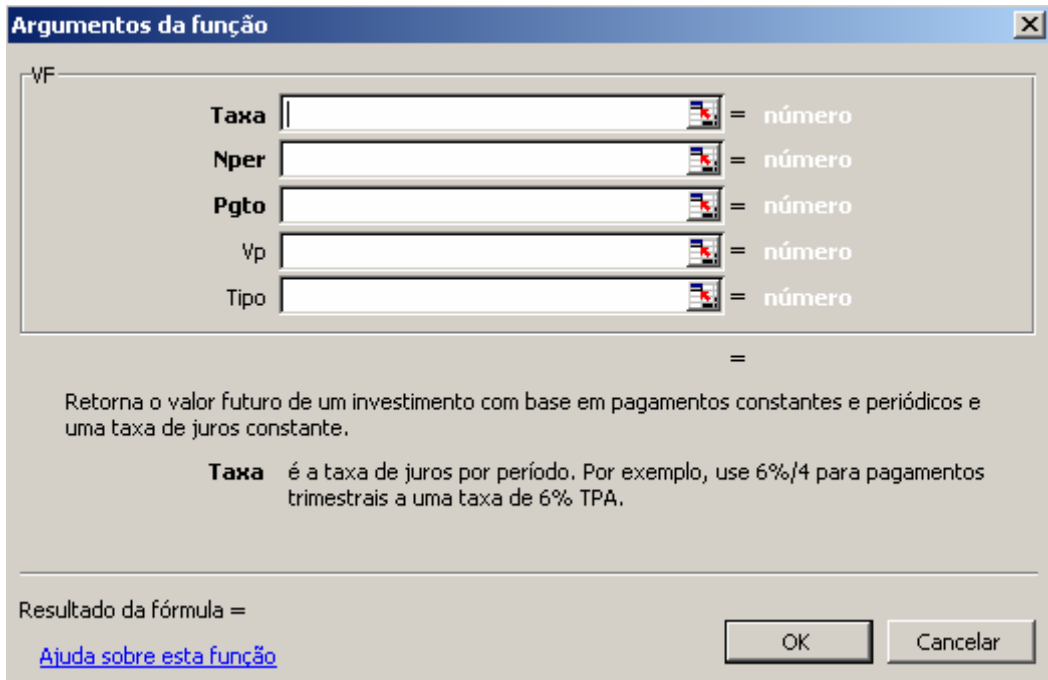 Argumentos da função
VF
Taxa = número
Nper = número
Pgto = número
Vp = número
Tipo = número
=
Retorna o valor futuro de um investimento com base em pagamentos constantes e periódicos e
uma taxa de juros constante.
Taxa é a taxa de juros por período. Por exemplo, use 6%/4 para pagamentos
trimestrais a uma taxa de 6% TPA.
Resultado da fórmula =
Ajuda sobre esta função
OK
Cancelar